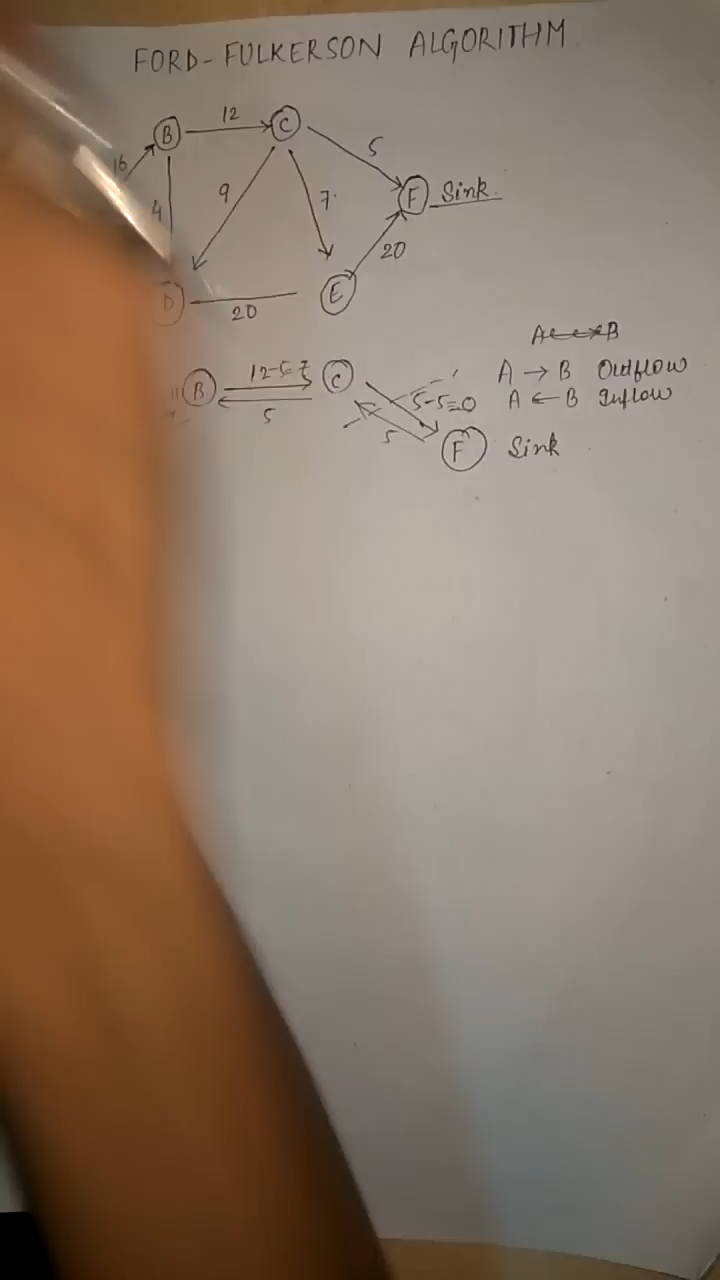 FORD-FULKERSON ALGORITHM
16 B 12 C 5
4 9 7 F Sink
D 20 E 20
A ←→ B
B 12-5=7 C A → B Outflow
5 5-5=0 A ← B Inflow
5 F Sink